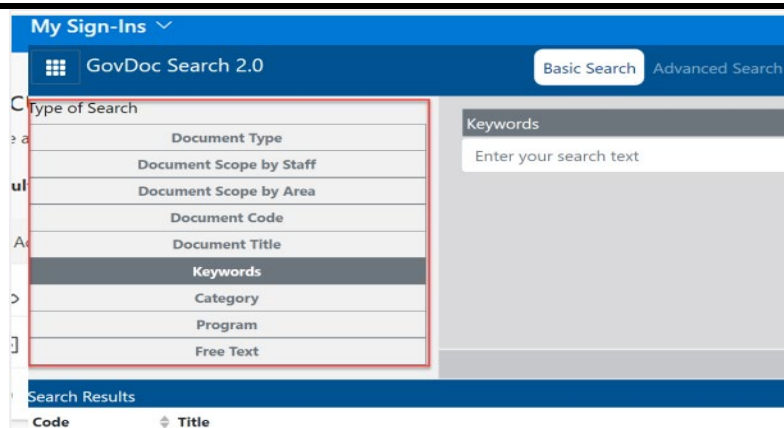 My Sign-Ins
GovDoc Search 2.0
Basic Search
Advanced Search
Type of Search
Document Type
Document Scope by Staff
Document Scope by Area
Document Code
Document Title
Keywords
Category
Program
Free Text
Keywords
Enter your search text
Search Results
Code Title